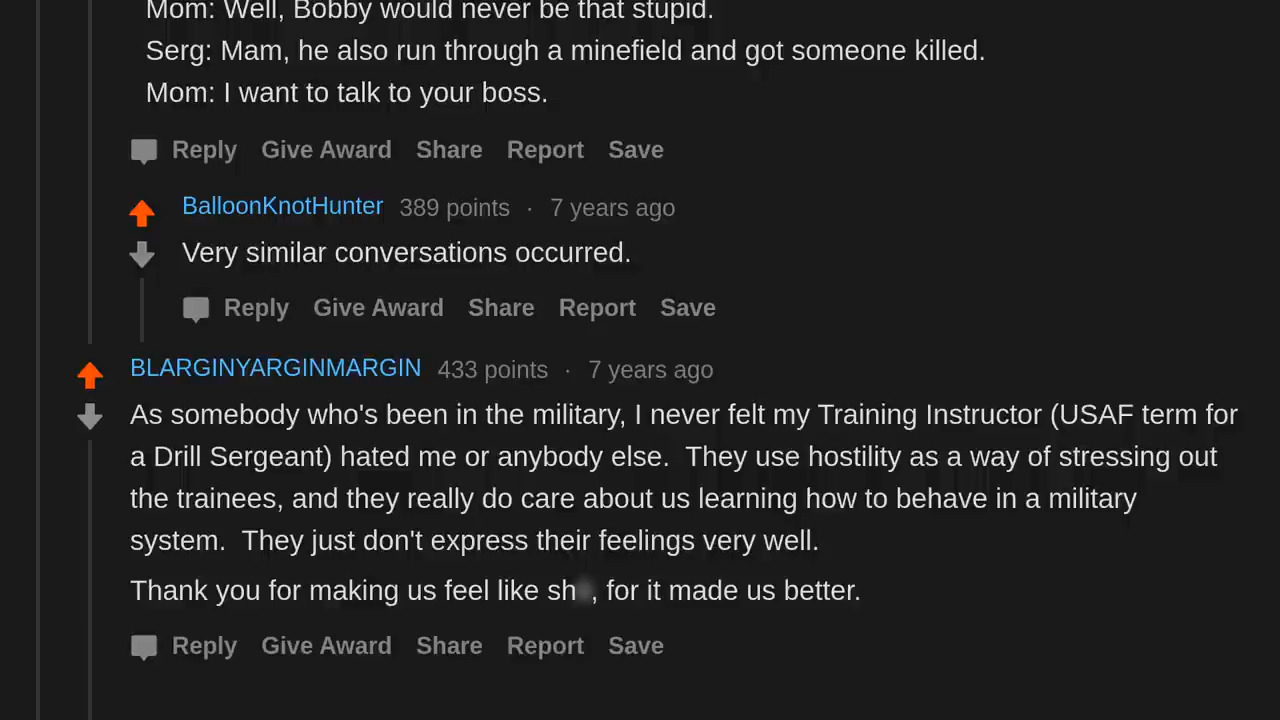 Mom: Well, Bobby would never be that stupid.
Serg: Mam, he also run through a minefield and got someone killed.
Mom: I want to talk to your boss.
Reply Give Award Share Report Save
BalloonKnotHunter 389 points · 7 years ago
Very similar conversations occurred.
Reply Give Award Share Report Save
BLARGINYARGINMARGIN 433 points · 7 years ago
As somebody who's been in the military, I never felt my Training Instructor (USAF term for
a Drill Sergeant) hated me or anybody else.  They use hostility as a way of stressing out
the trainees, and they really do care about us learning how to behave in a military
system.  They just don't express their feelings very well.
Thank you for making us feel like sh, for it made us better.
Reply Give Award Share Report Save